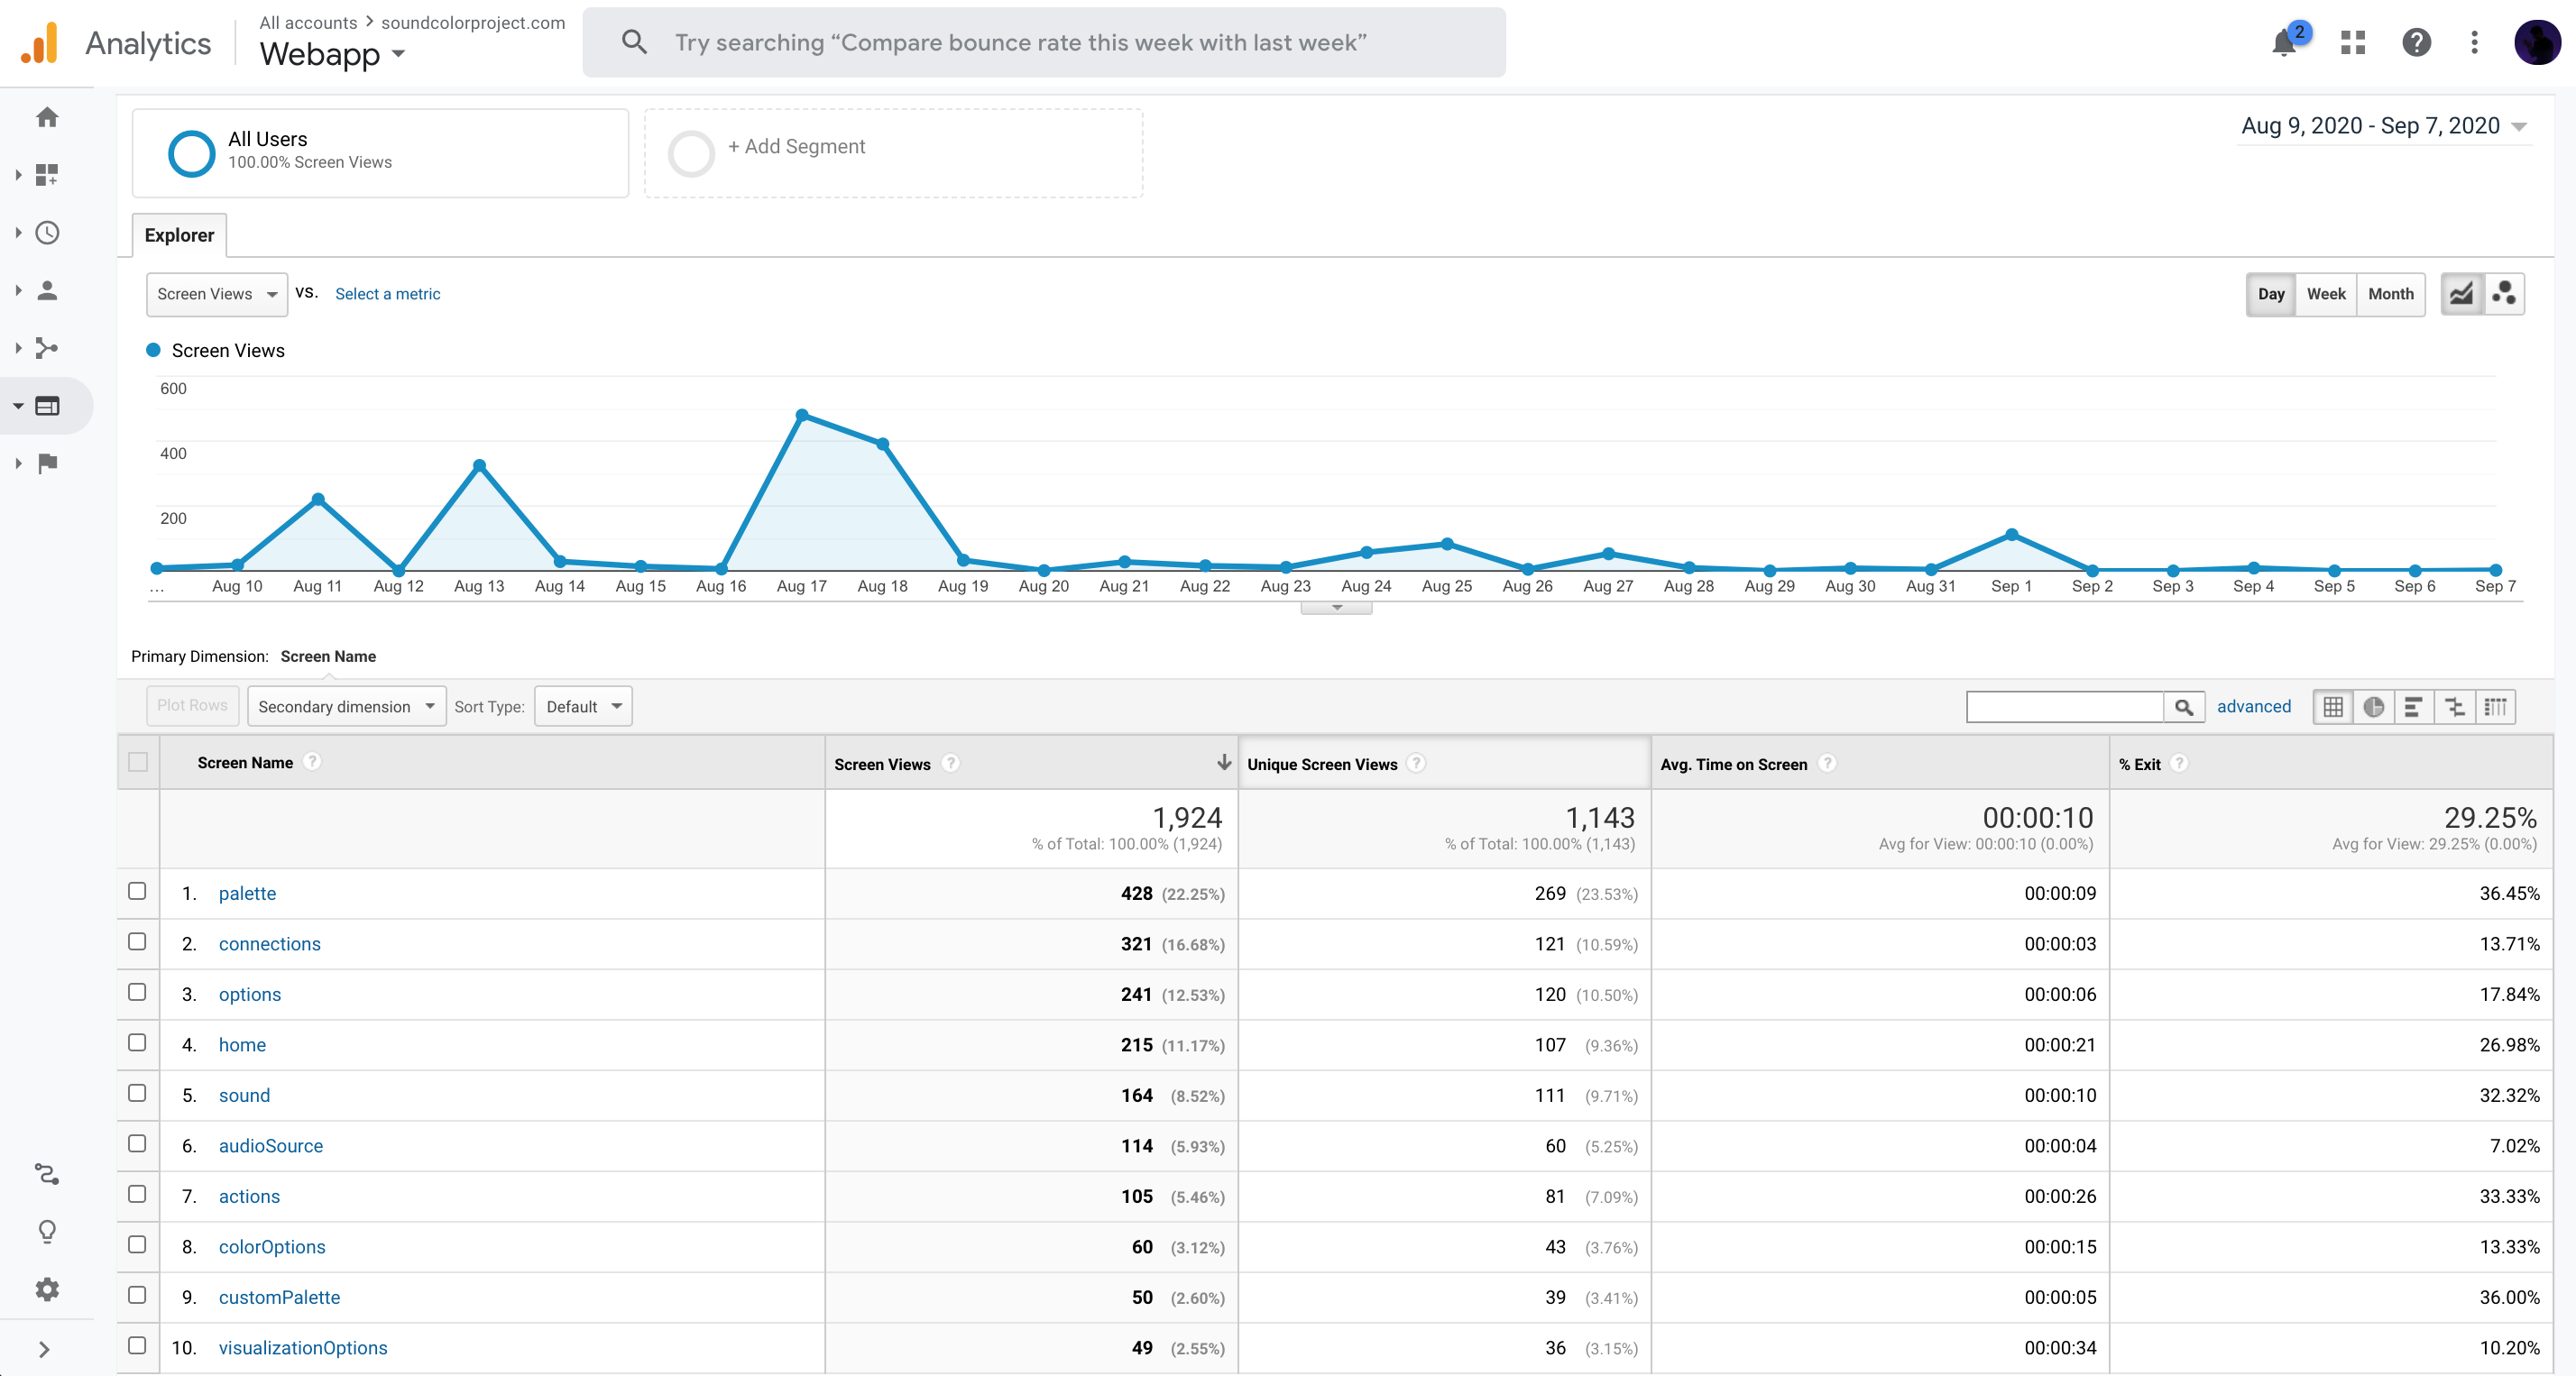 Analytics
All accounts > soundcolorproject.com
Webapp
Try searching “Compare bounce rate this week with last week”
2
All Users
100.00% Screen Views
+ Add Segment
Aug 9, 2020 - Sep 7, 2020
Explorer
Screen Views VS. Select a metric
Day Week Month
Screen Views
600
400
200
... Aug 10 Aug 11 Aug 12 Aug 13 Aug 14 Aug 15 Aug 16 Aug 17 Aug 18 Aug 19 Aug 20 Aug 21 Aug 22 Aug 23 Aug 24 Aug 25 Aug 26 Aug 27 Aug 28 Aug 29 Aug 30 Aug 31 Sep 1 Sep 2 Sep 3 Sep 4 Sep 5 Sep 6 Sep 7
Primary Dimension: Screen Name
Plot Rows Secondary dimension Sort Type: Default advanced
Screen Name ? Screen Views ? Unique Screen Views ? Avg. Time on Screen ? % Exit ?
1,924 1,143 00:00:10 29.25%
% of Total: 100.00% (1,924) % of Total: 100.00% (1,143) Avg for View: 00:00:10 (0.00%) Avg for View: 29.25% (0.00%)
1. palette 428 (22.25%) 269 (23.53%) 00:00:09 36.45%
2. connections 321 (16.68%) 121 (10.59%) 00:00:03 13.71%
3. options 241 (12.53%) 120 (10.50%) 00:00:06 17.84%
4. home 215 (11.17%) 107 (9.36%) 00:00:21 26.98%
5. sound 164 (8.52%) 111 (9.71%) 00:00:10 32.32%
6. audioSource 114 (5.93%) 60 (5.25%) 00:00:04 7.02%
7. actions 105 (5.46%) 81 (7.09%) 00:00:26 33.33%
8. colorOptions 60 (3.12%) 43 (3.76%) 00:00:15 13.33%
9. customPalette 50 (2.60%) 39 (3.41%) 00:00:05 36.00%
10. visualizationOptions 49 (2.55%) 36 (3.15%) 00:00:34 10.20%